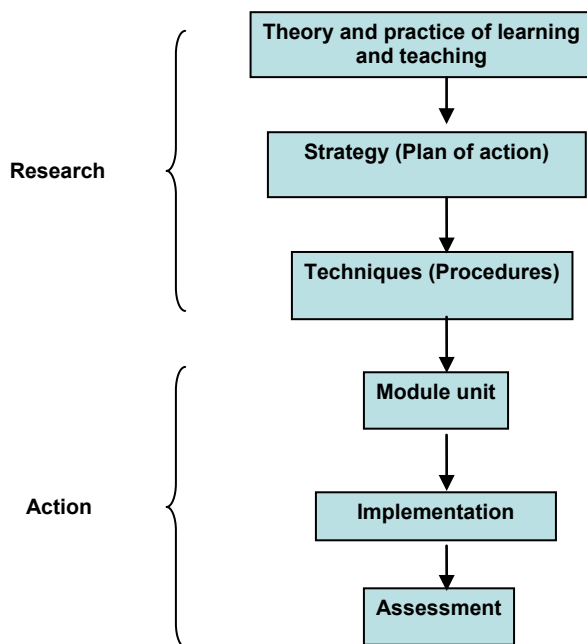 Theory and practice of learning
and teaching
Strategy (Plan of action)
Research
Techniques (Procedures)
Module unit
Action
Implementation
Assessment